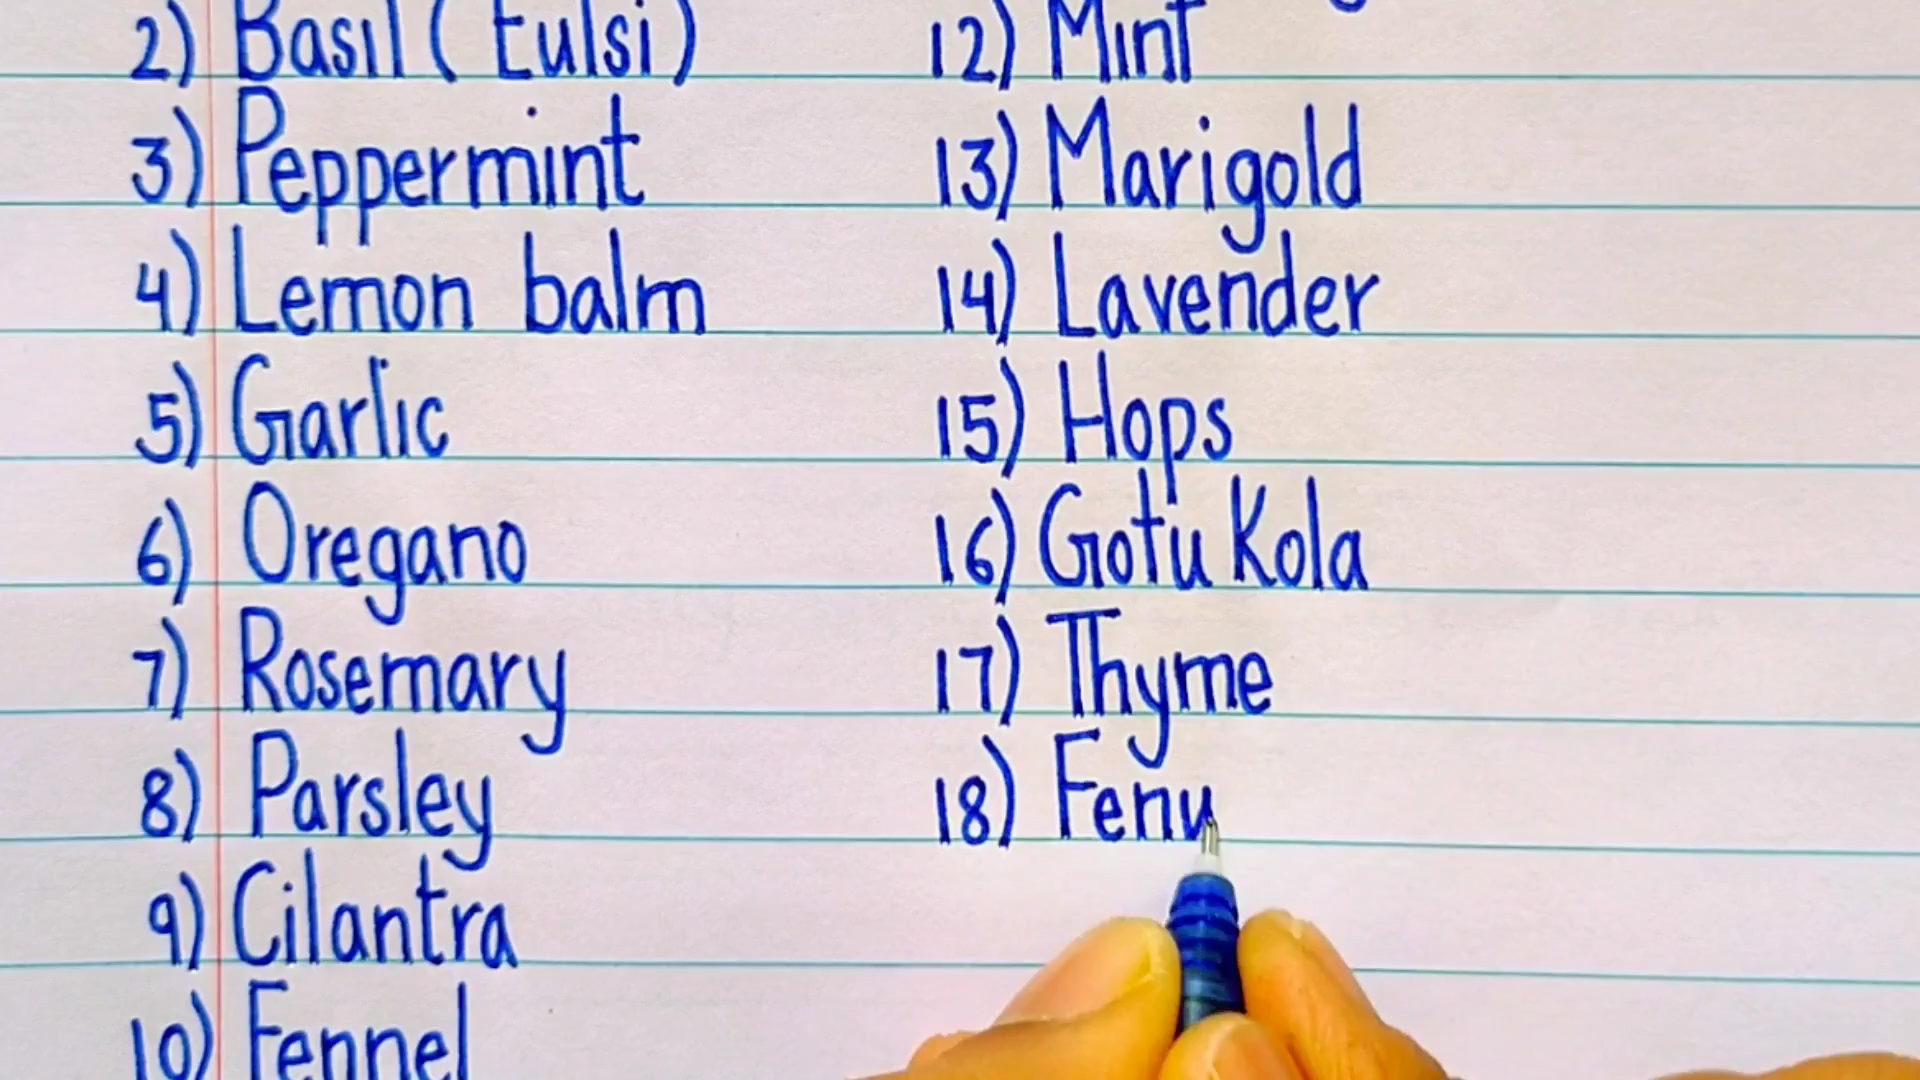 2) Basil (Tulsi)
3) Peppermint
4) Lemon balm
5) Garlic
6) Oregano
7) Rosemary
8) Parsley
9) Cilantra
10) Fennel
12) Mint
13) Marigold
14) Lavender
15) Hops
16) Gotu Kola
17) Thyme
18) Fenu